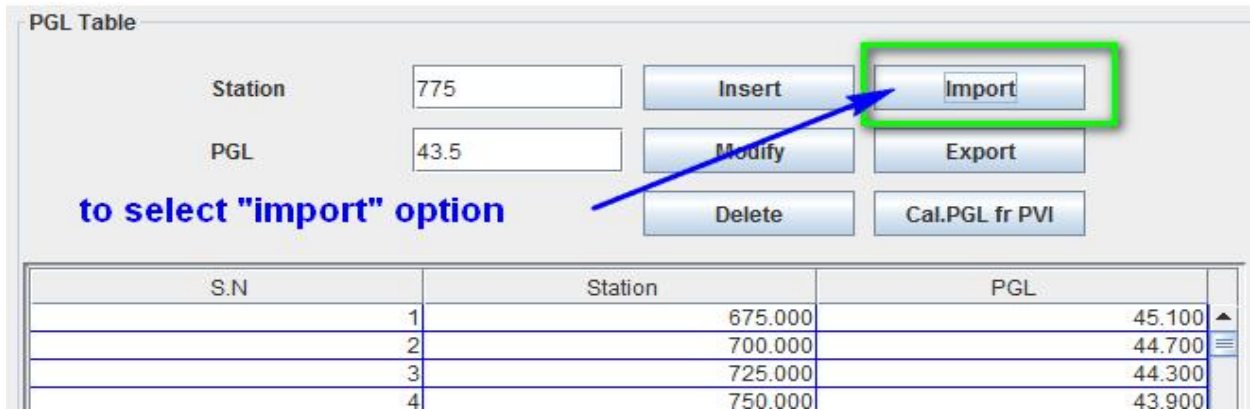 PGL Table
Station 775 Insert Import
PGL 43.5 Modify Export
to select "import" option Delete Cal.PGL fr PVI
S.N Station PGL
1 675.000 45.100
2 700.000 44.700
3 725.000 44.300
4 750.000 43.900